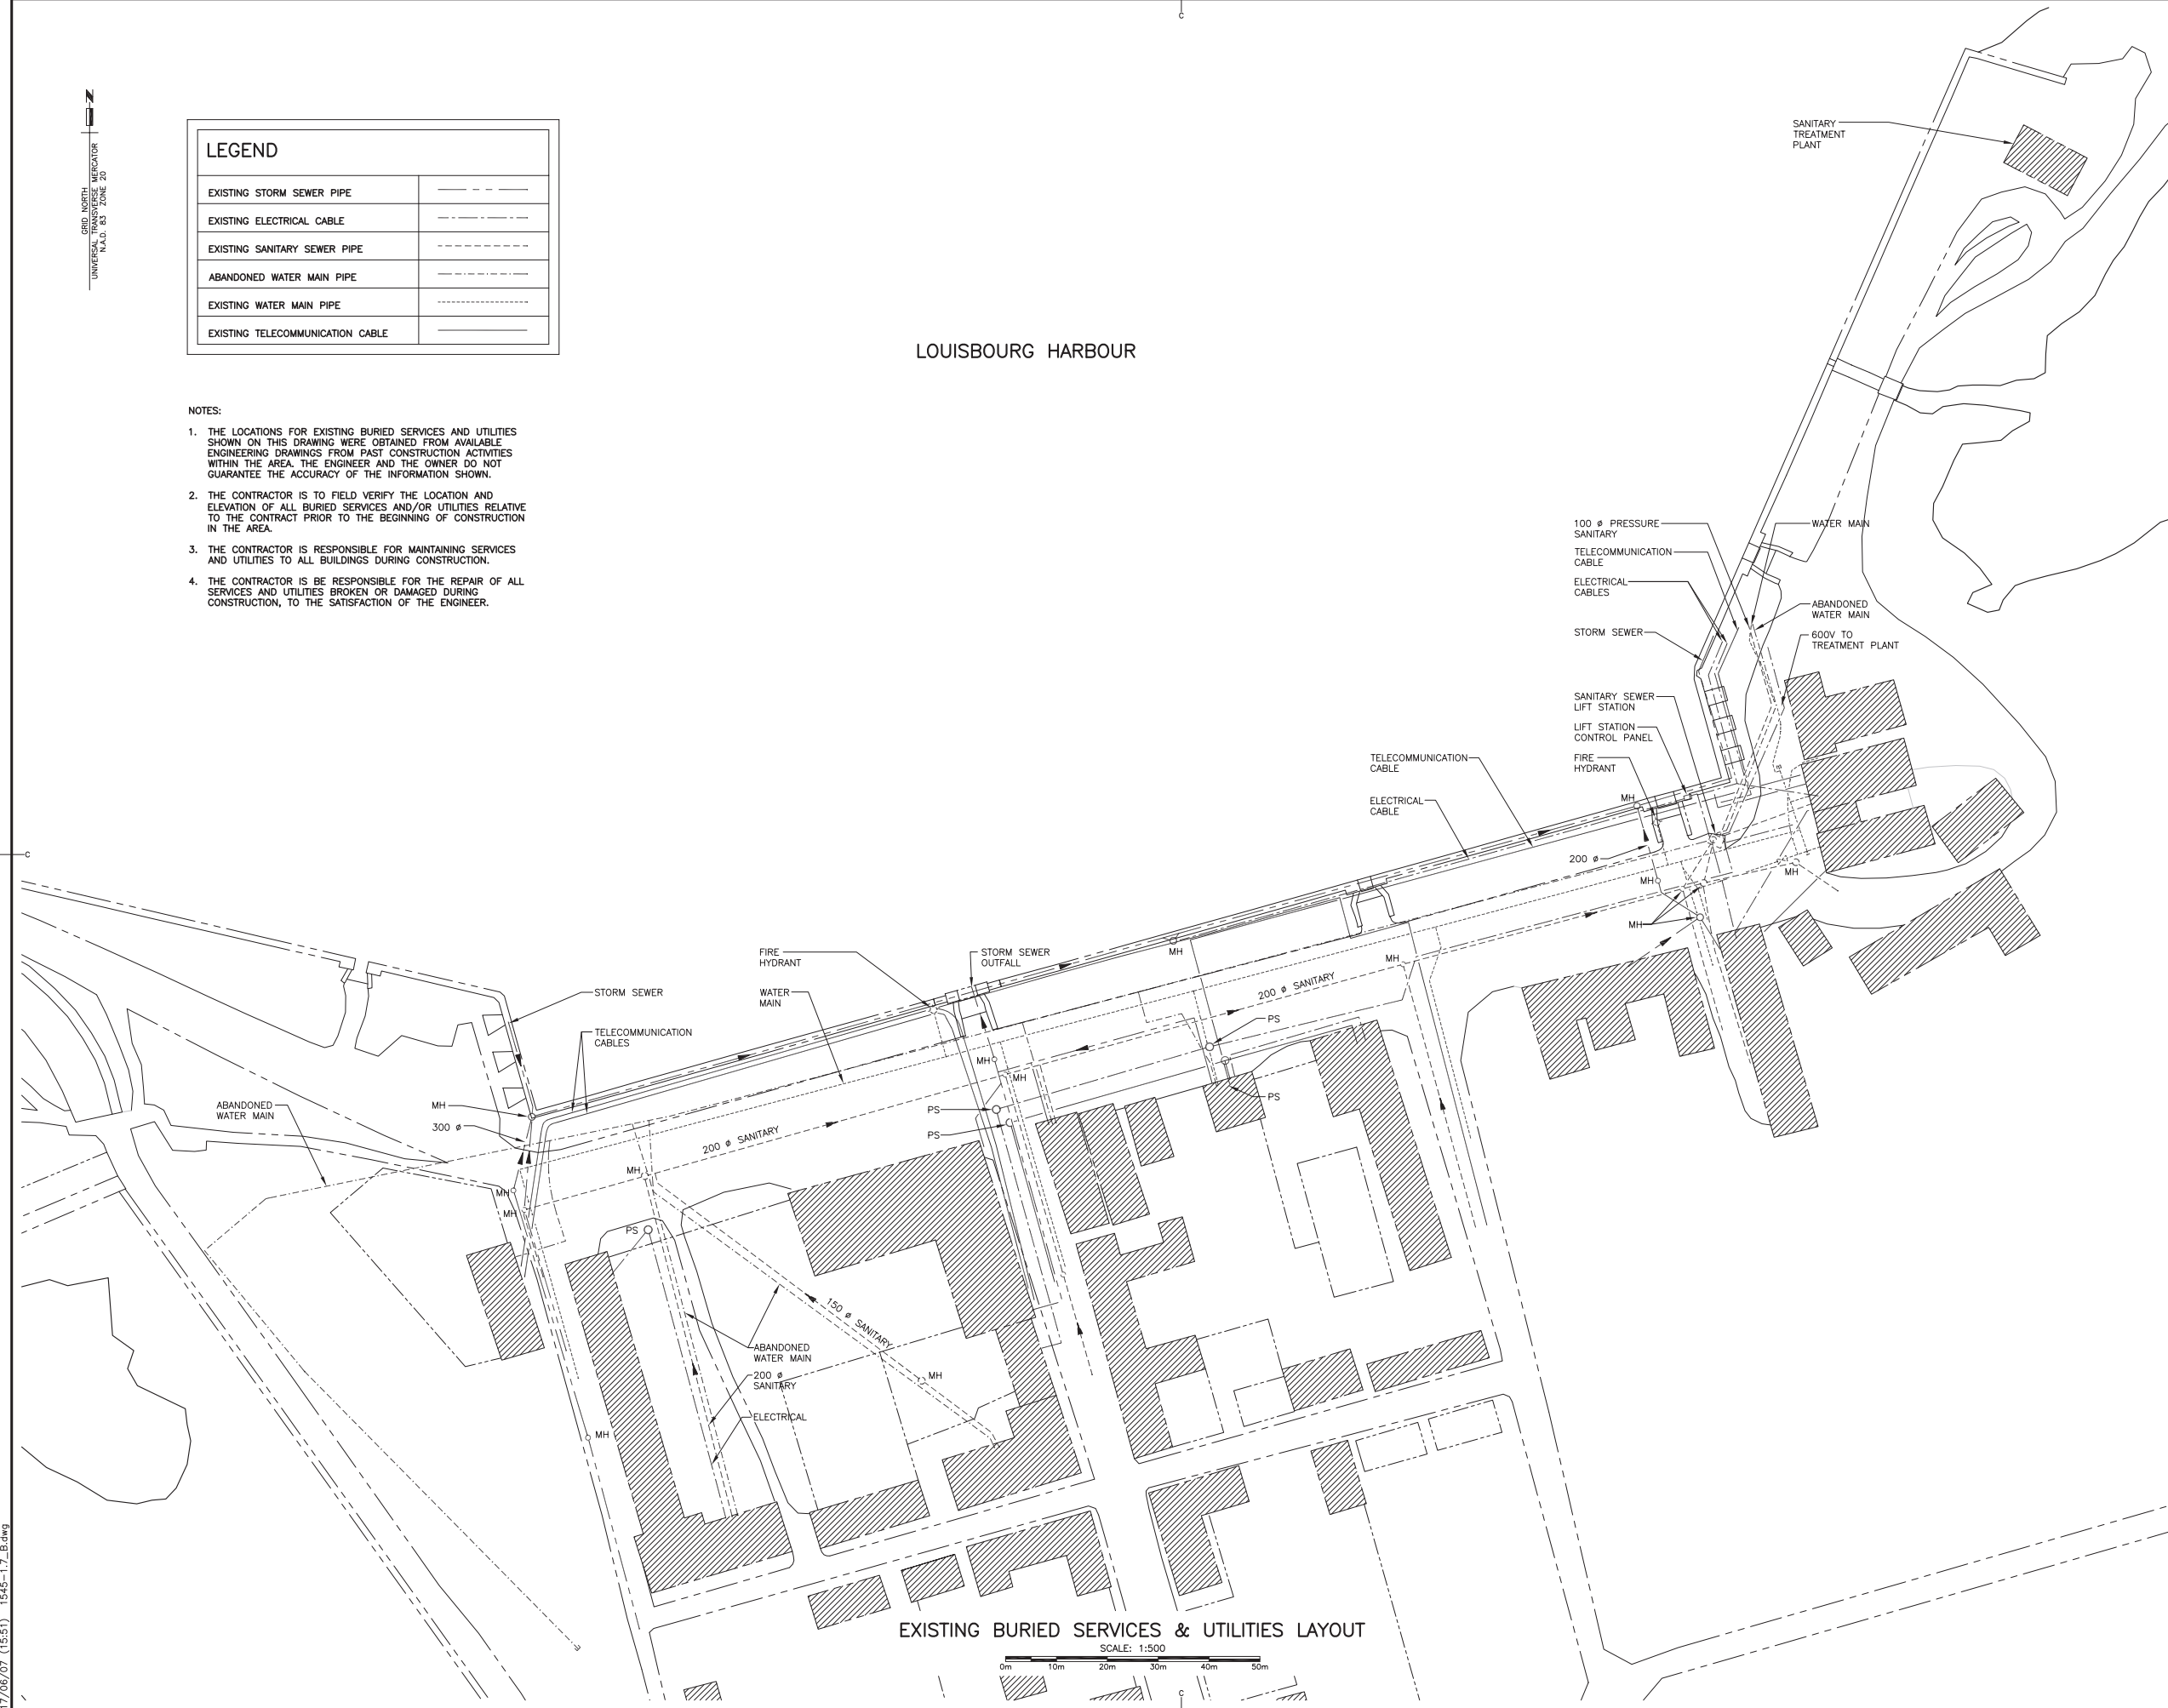 C
N
GRID NORTH
UNIVERSAL TRANSVERSE MERCATOR
N.A.D. 83 ZONE 20
LEGEND
EXISTING STORM SEWER PIPE
EXISTING ELECTRICAL CABLE
EXISTING SANITARY SEWER PIPE
ABANDONED WATER MAIN PIPE
EXISTING WATER MAIN PIPE
EXISTING TELECOMMUNICATION CABLE
LOUISBOURG HARBOUR
SANITARY
TREATMENT
PLANT
NOTES:
1. THE LOCATIONS FOR EXISTING BURIED SERVICES AND UTILITIES
SHOWN ON THIS DRAWING WERE OBTAINED FROM AVAILABLE
ENGINEERING DRAWINGS FROM PAST CONSTRUCTION ACTIVITIES
WITHIN THE AREA. THE ENGINEER AND THE OWNER DO NOT
GUARANTEE THE ACCURACY OF THE INFORMATION SHOWN.
2. THE CONTRACTOR IS TO FIELD VERIFY THE LOCATION AND
ELEVATION OF ALL BURIED SERVICES AND/OR UTILITIES RELATIVE
TO THE CONTRACT PRIOR TO THE BEGINNING OF CONSTRUCTION
IN THE AREA.
3. THE CONTRACTOR IS RESPONSIBLE FOR MAINTAINING SERVICES
AND UTILITIES TO ALL BUILDINGS DURING CONSTRUCTION.
4. THE CONTRACTOR IS BE RESPONSIBLE FOR THE REPAIR OF ALL
SERVICES AND UTILITIES BROKEN OR DAMAGED DURING
CONSTRUCTION, TO THE SATISFACTION OF THE ENGINEER.
100 ø PRESSURE
SANITARY
WATER MAIN
TELECOMMUNICATION
CABLE
ELECTRICAL
CABLES
ABANDONED
WATER MAIN
STORM SEWER
600V TO
TREATMENT PLANT
SANITARY SEWER
LIFT STATION
LIFT STATION
CONTROL PANEL
FIRE
HYDRANT
TELECOMMUNICATION
CABLE
ELECTRICAL
CABLE
MH
200 ø
MH
MH
MH
C
FIRE
HYDRANT
STORM SEWER
OUTFALL
MH
MH
200 ø SANITARY
WATER
MAIN
STORM SEWER
TELECOMMUNICATION
CABLES
PS
MH
MH
PS
ABANDONED
WATER MAIN
MH
300 ø
PS
PS
200 ø SANITARY
MH
MH
MH
PS
150 ø SANITARY
ABANDONED
WATER MAIN
200 ø
SANITARY
MH
ELECTRICAL
MH
EXISTING BURIED SERVICES & UTILITIES LAYOUT
SCALE: 1:500
0m 10m 20m 30m 40m 50m
C
17/06/07 (15:51) 1545-1.7_B.dwg